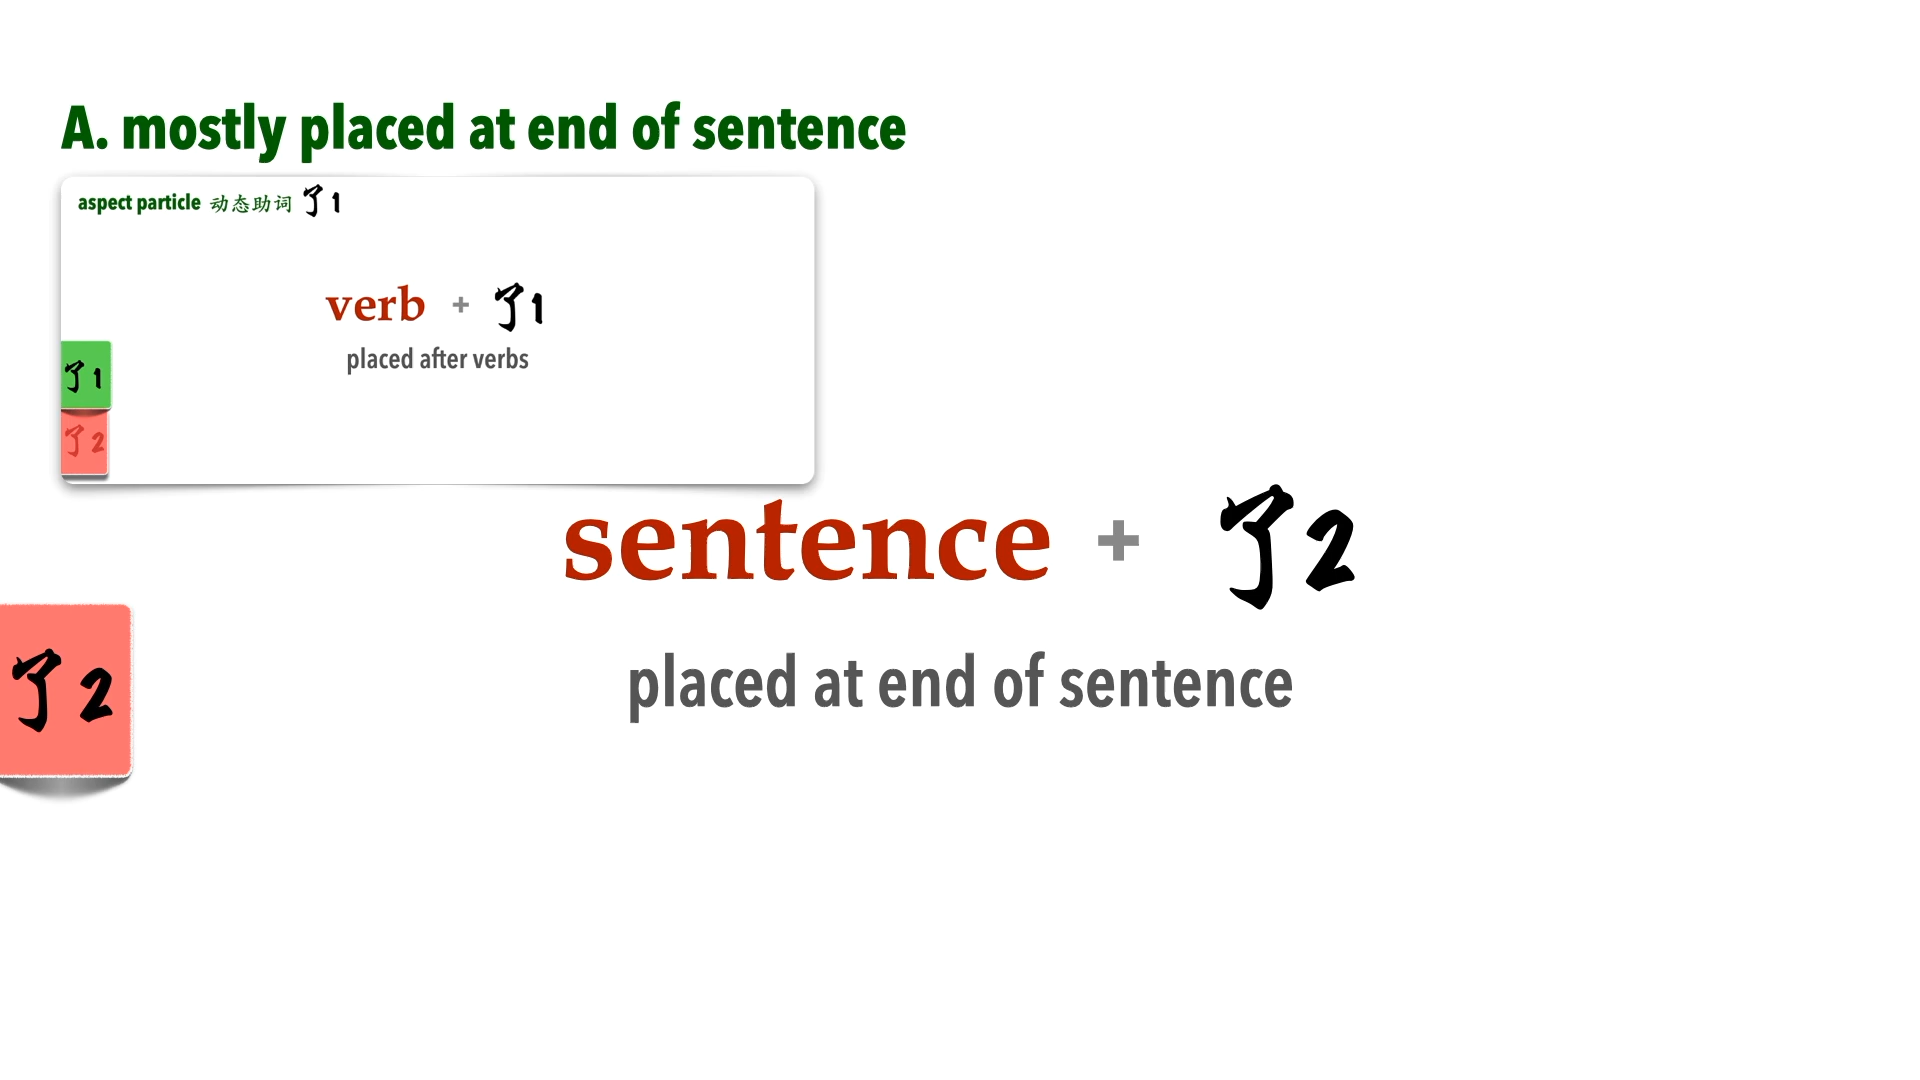 A. mostly placed at end of sentence
aspect particle 动态助词 了1
verb + 了1
placed after verbs
了1
了2
sentence + 了2
placed at end of sentence
了2